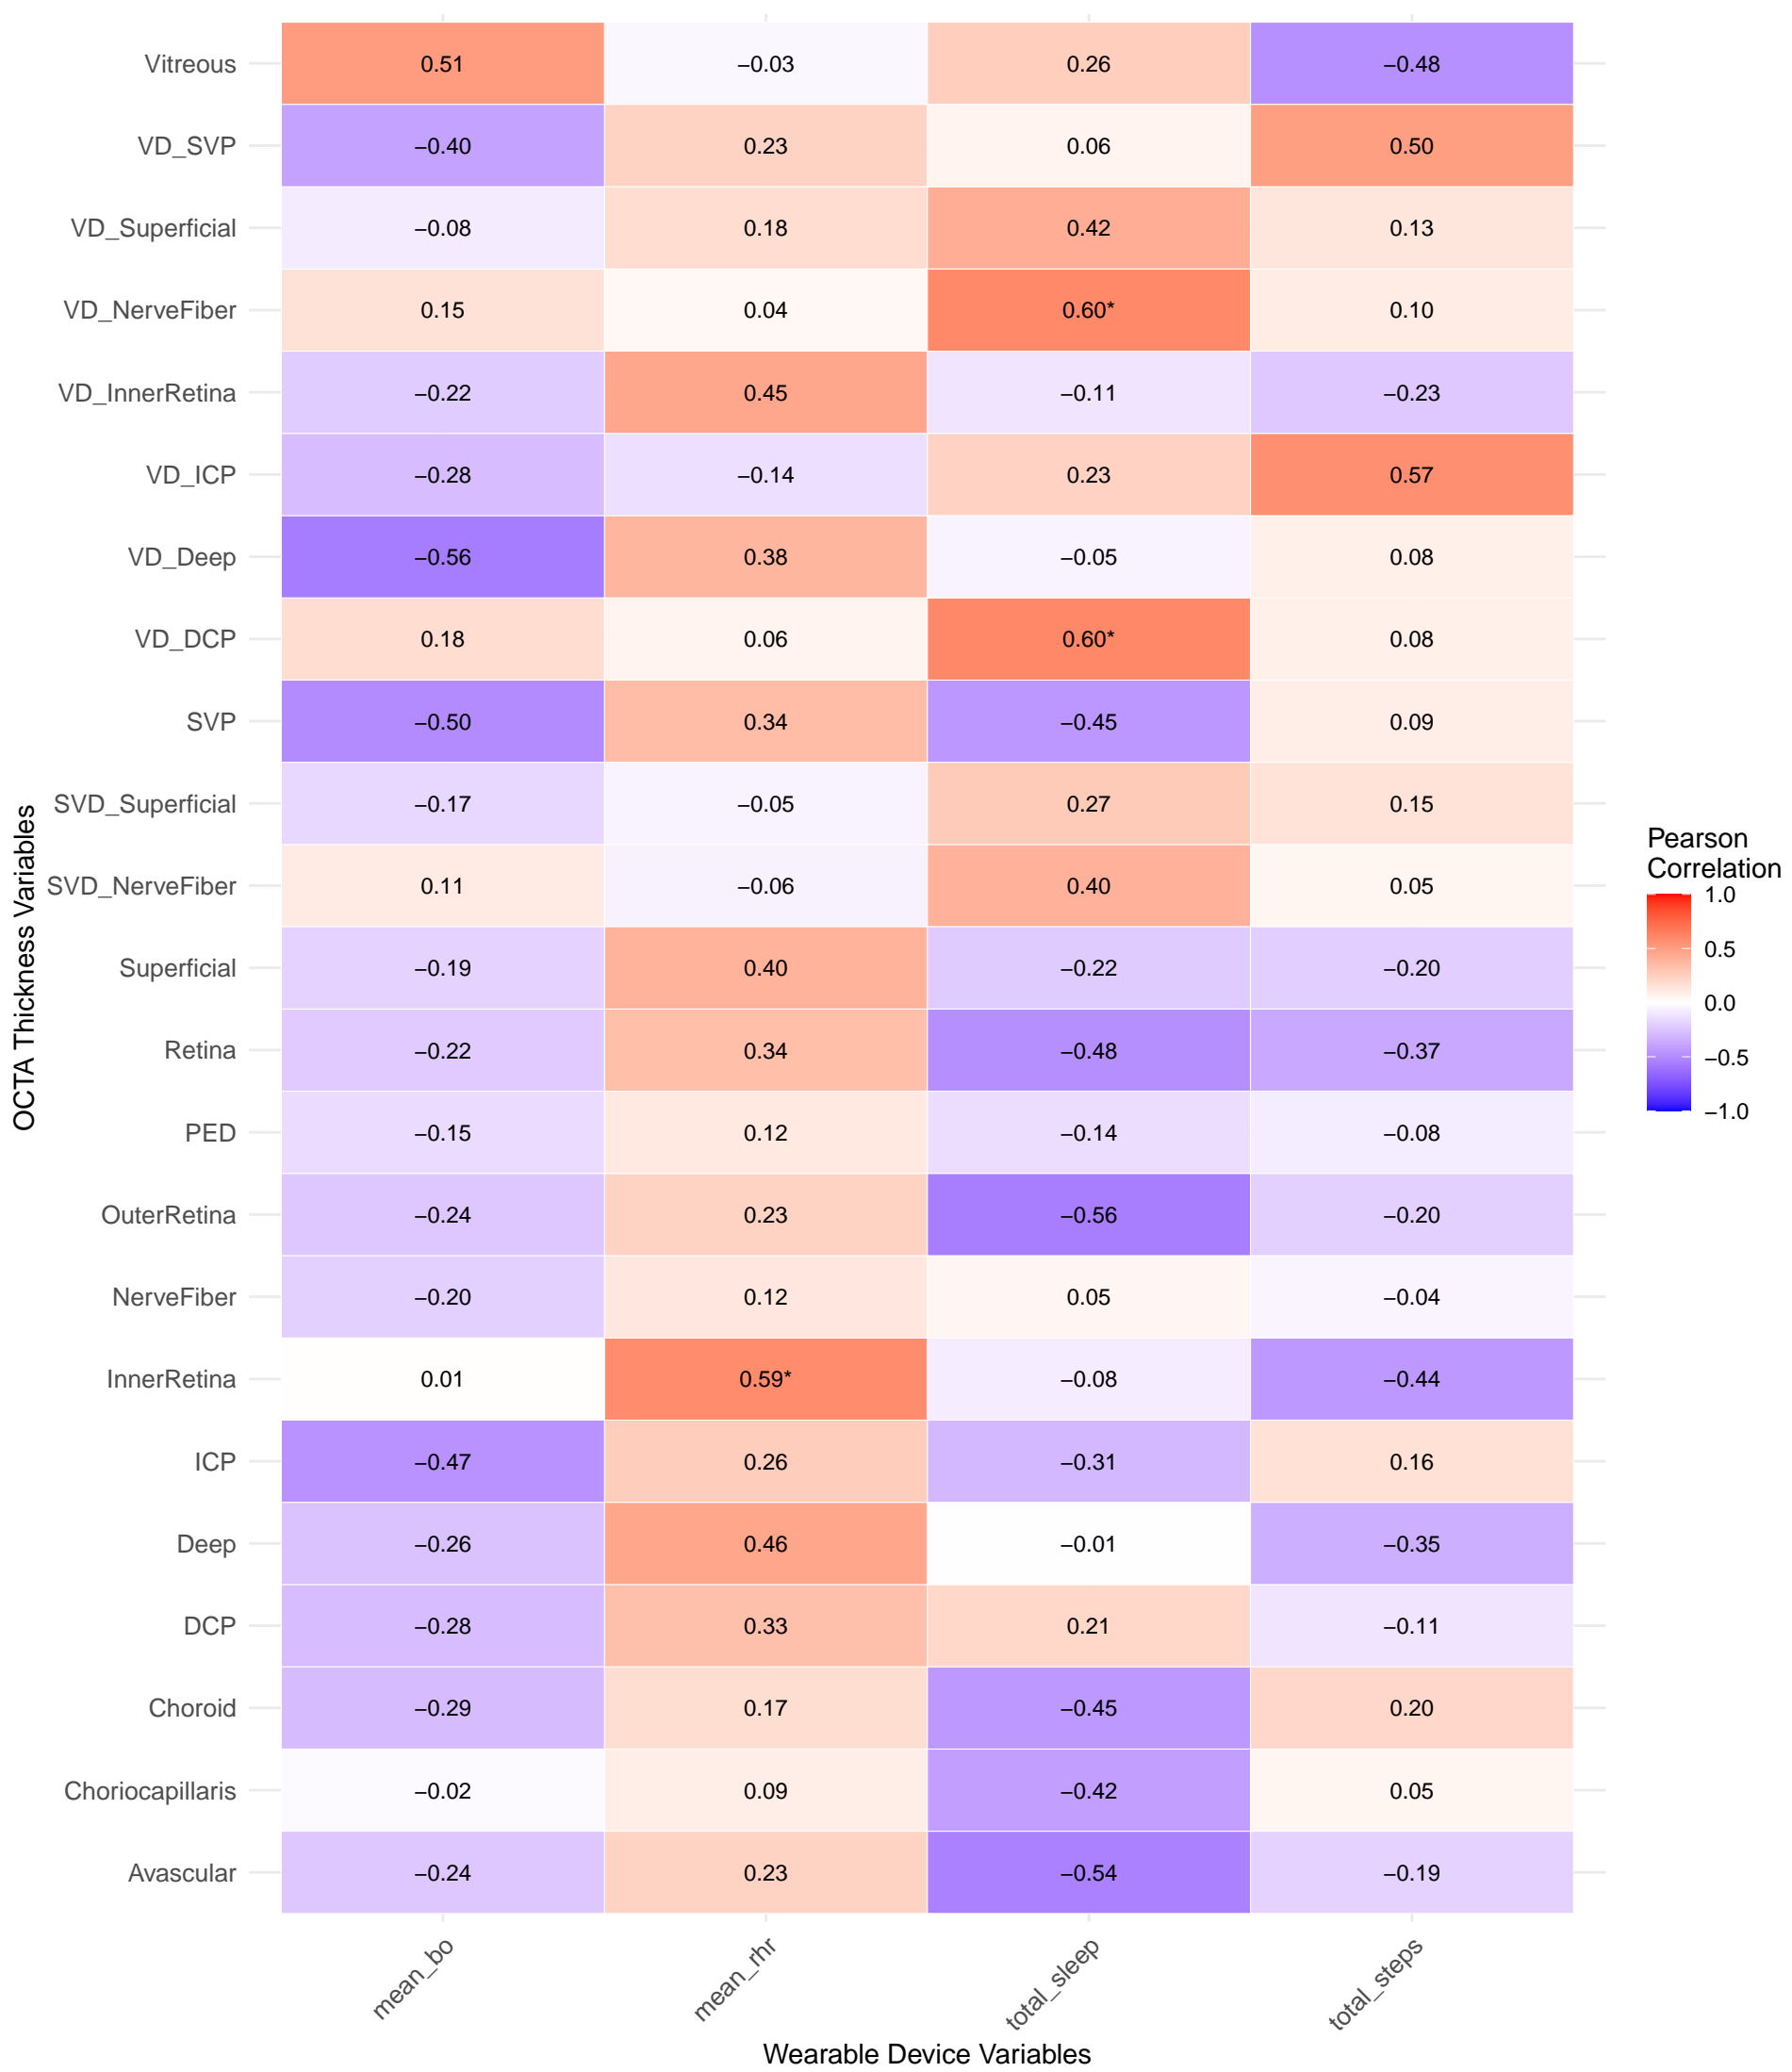 Vitreous 0.51 −0.03 0.26 −0.48
VD_SVP −0.40 0.23 0.06 0.50
VD_Superficial −0.08 0.18 0.42 0.13
VD_NerveFiber 0.15 0.04 0.60* 0.10
VD_InnerRetina −0.22 0.45 −0.11 −0.23
VD_ICP −0.28 −0.14 0.23 0.57
VD_Deep −0.56 0.38 −0.05 0.08
VD_DCP 0.18 0.06 0.60* 0.08
SVP −0.50 0.34 −0.45 0.09
SVD_Superficial −0.17 −0.05 0.27 0.15
SVD_NerveFiber 0.11 −0.06 0.40 0.05
Superficial −0.19 0.40 −0.22 −0.20
Retina −0.22 0.34 −0.48 −0.37
PED −0.15 0.12 −0.14 −0.08
OuterRetina −0.24 0.23 −0.56 −0.20
NerveFiber −0.20 0.12 0.05 −0.04
InnerRetina 0.01 0.59* −0.08 −0.44
ICP −0.47 0.26 −0.31 0.16
Deep −0.26 0.46 −0.01 −0.35
DCP −0.28 0.33 0.21 −0.11
Choroid −0.29 0.17 −0.45 0.20
Choriocapillaris −0.02 0.09 −0.42 0.05
Avascular −0.24 0.23 −0.54 −0.19
mean_bo mean_rhr total_sleep total_steps
Wearable Device Variables
OCTA Thickness Variables
Pearson
Correlation
1.0
0.5
0.0
−0.5
−1.0